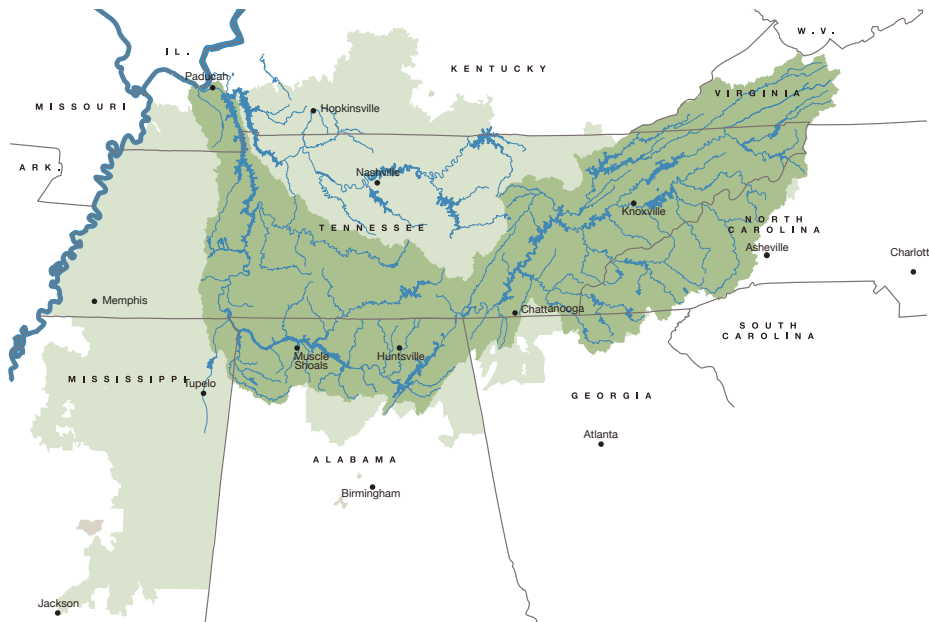 W.V.
IL.
KENTUCKY
Paducah
VIRGINIA
MISSOURI
Hopkinsville
ARK.
Nashville
Knoxville
NORTH
CAROLINA
TENNESSEE
Asheville
Charlott
Memphis
Chattanooga
SOUTH
CAROLINA
Muscle
Shoals
Huntsville
MISSISSIPPI
Tupelo
GEORGIA
Atlanta
ALABAMA
Birmingham
Jackson